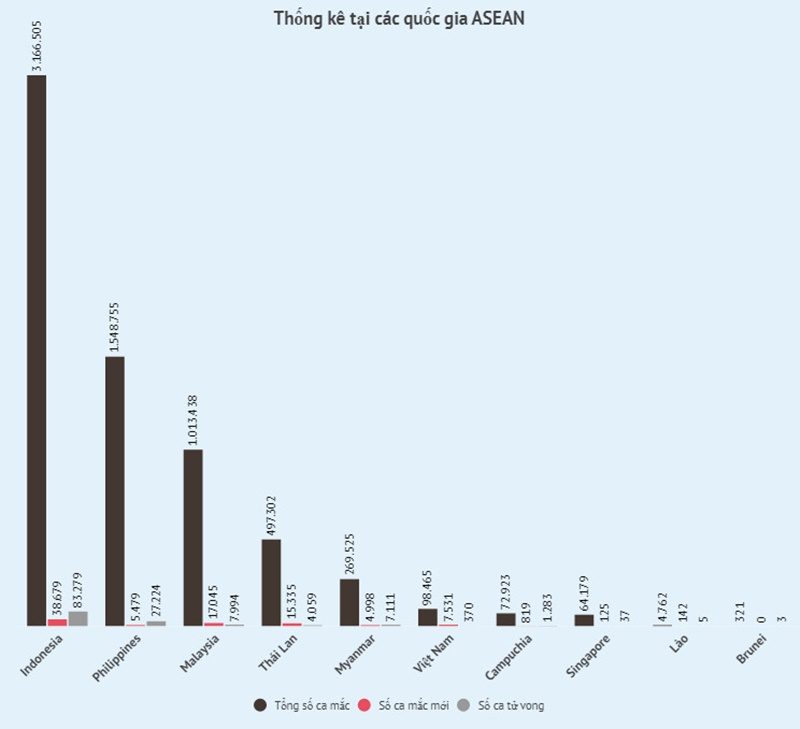 Thống kê tại các quốc gia ASEAN
3.166.505
38.679
83.279
1.548.755
5.479
27.224
1.013.438
17.045
7.994
497.302
15.335
4.059
269.525
4.998
7.111
98.465
7.531
370
72.923
819
1.283
64.179
125
37
4.762
142
5
321
0
3
Indonesia
Philippines
Malaysia
Thái Lan
Myanmar
Việt Nam
Campuchia
Singapore
Lào
Brunei
Tổng số ca mắc
Số ca mắc mới
Số ca tử vong